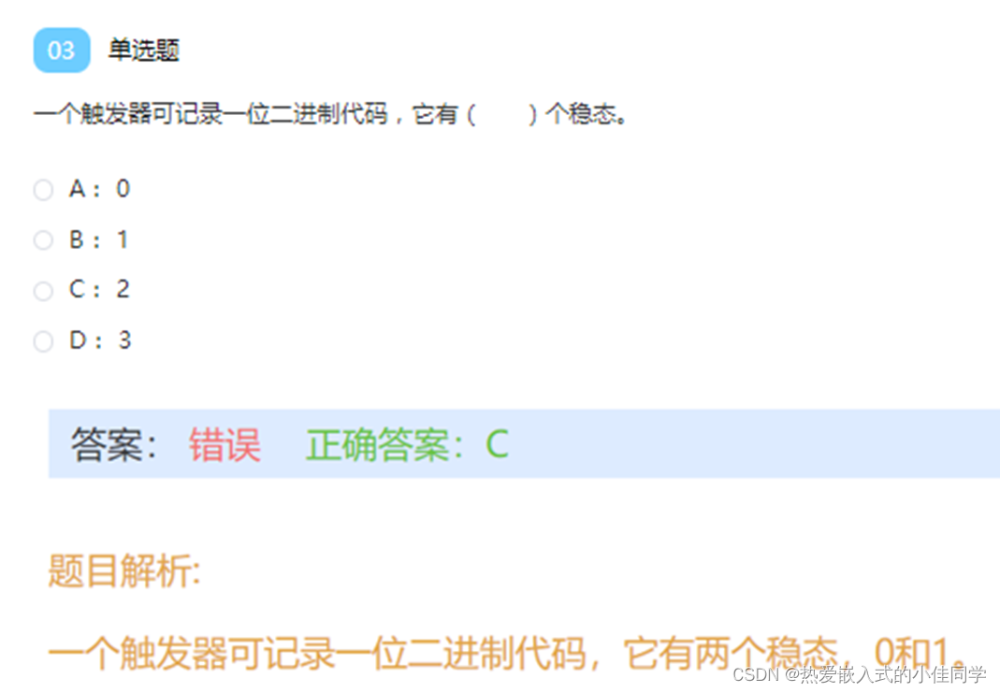 03 单选题
一个触发器可记录一位二进制代码，它有（  ）个稳态。
A： 0
B： 1
C： 2
D： 3
答案： 错误 正确答案：C
题目解析:
一个触发器可记录一位二进制代码，它有两个稳态，0和1。
CSDN @热爱嵌入式的小佳同学